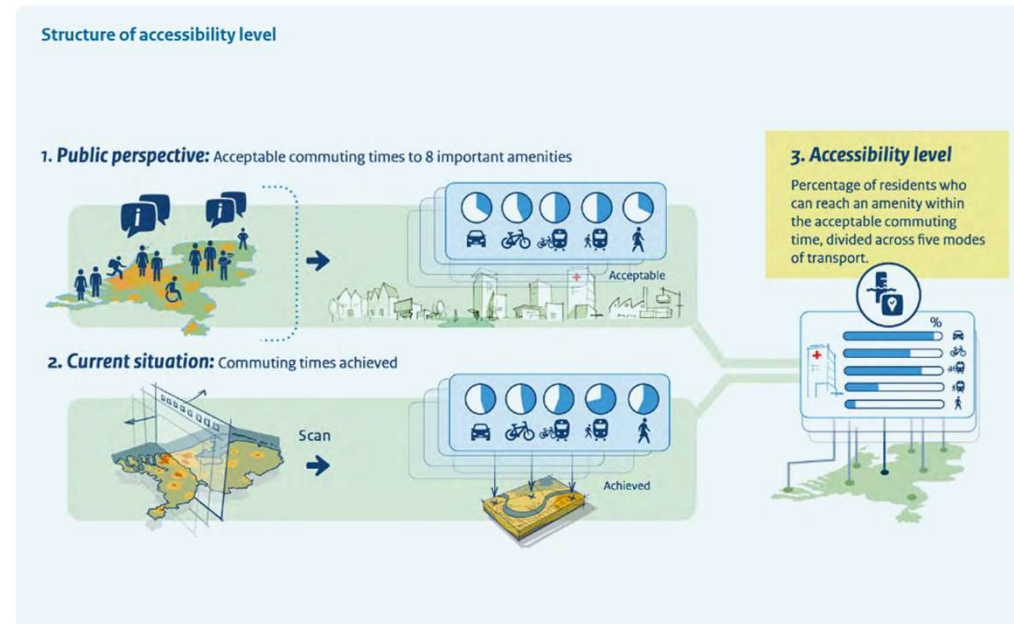 Structure of accessibility level
1. Public perspective: Acceptable commuting times to 8 important amenities
Acceptable
2. Current situation: Commuting times achieved
Scan
Achieved
3. Accessibility level
Percentage of residents who
can reach an amenity within
the acceptable commuting
time, divided across five modes
of transport.
%